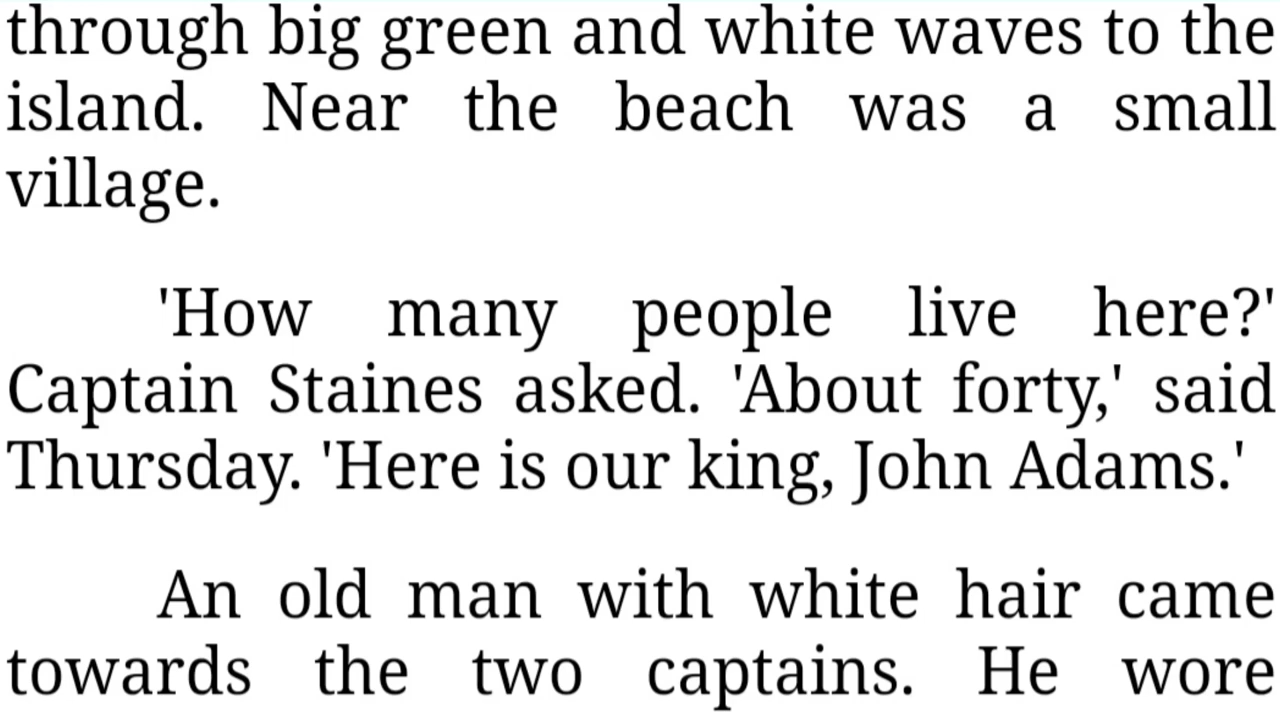 through big green and white waves to the
island. Near the beach was a small
village.
'How many people live here?'
Captain Staines asked. 'About forty,' said
Thursday. 'Here is our king, John Adams.'
An old man with white hair came
towards the two captains. He wore